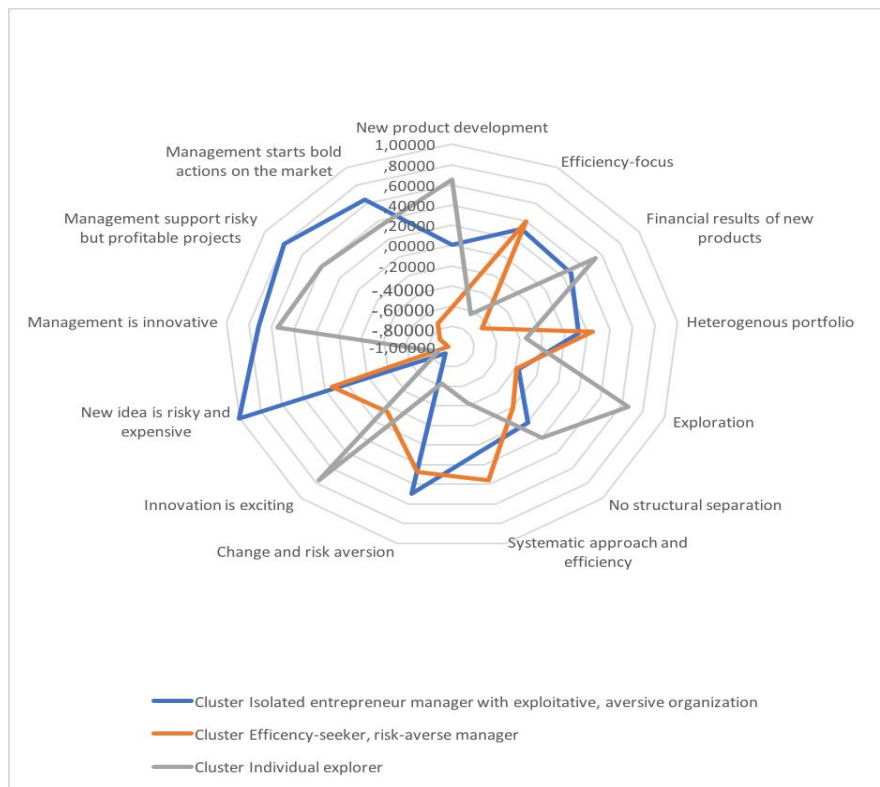 New product development
1,00000
,80000
,60000
,40000
,20000
,00000
-,20000
-,40000
-,60000
-,80000
-1,00000
Efficiency-focus
Financial results of new
products
Heterogenous portfolio
Exploration
No structural separation
Systematic approach and
efficiency
Change and risk aversion
Innovation is exciting
New idea is risky and
expensive
Management is innovative
Management support risky
but profitable projects
Management starts bold
actions on the market
Cluster Isolated entrepreneur manager with exploitative, aversive organization
Cluster Efficency-seeker, risk-averse manager
Cluster Individual explorer